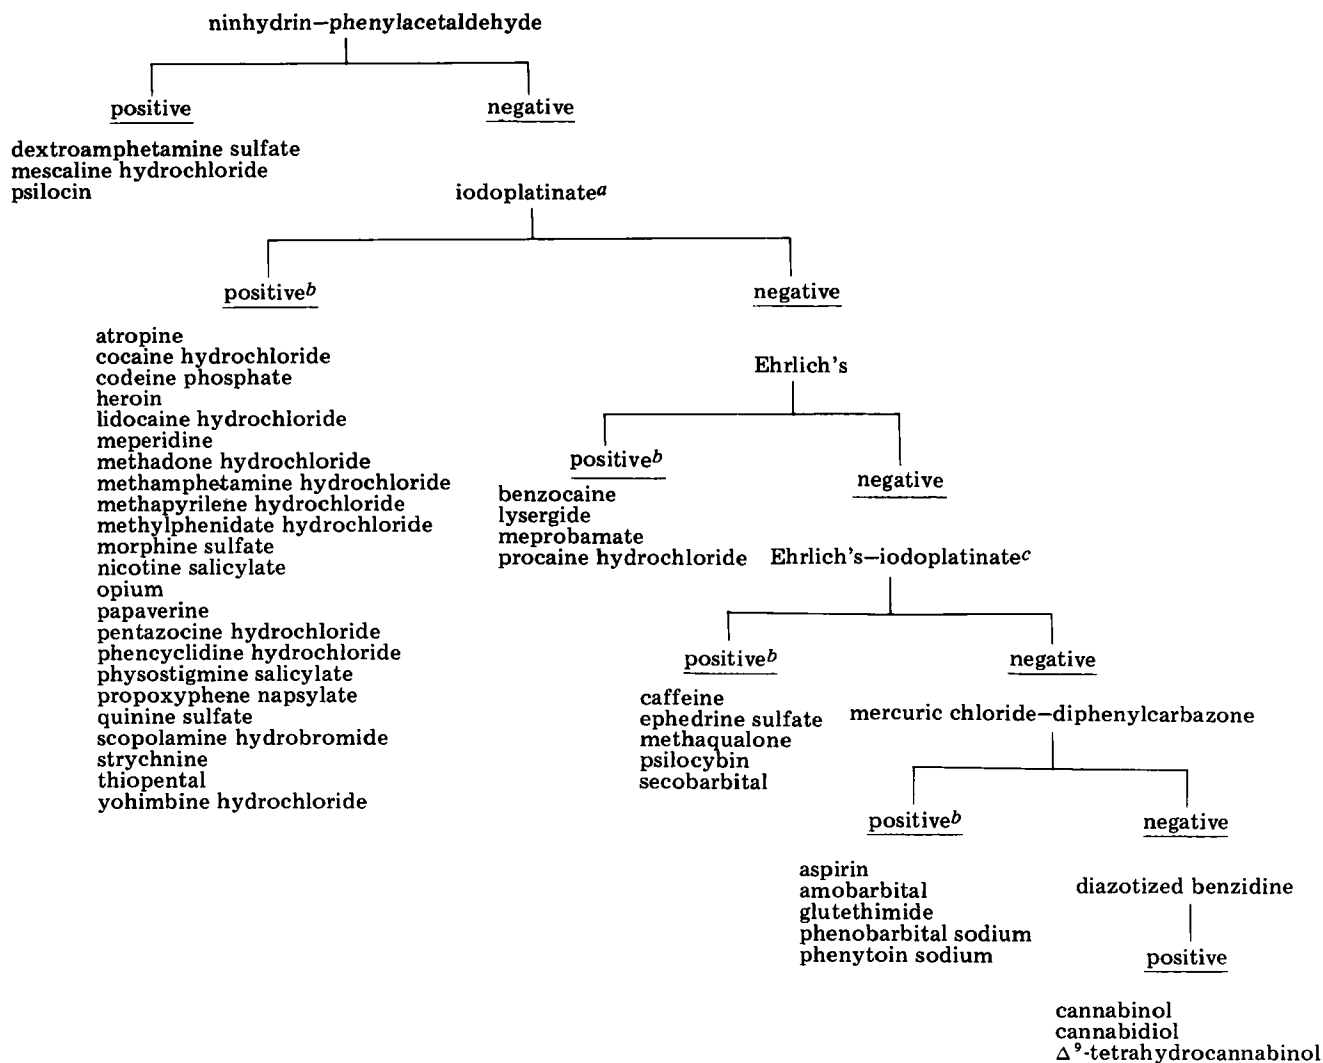 ninhydrin–phenylacetaldehyde
positive
negative
dextroamphetamine sulfate
mescaline hydrochloride
psilocin
iodoplatinateᵃ
positiveᵇ
negative
atropine
cocaine hydrochloride
codeine phosphate
heroin
lidocaine hydrochloride
meperidine
methadone hydrochloride
methamphetamine hydrochloride
methapyrilene hydrochloride
methylphenidate hydrochloride
morphine sulfate
nicotine salicylate
opium
papaverine
pentazocine hydrochloride
phencyclidine hydrochloride
physostigmine salicylate
propoxyphene napsylate
quinine sulfate
scopolamine hydrobromide
strychnine
thiopental
yohimbine hydrochloride
Ehrlich's
positiveᵇ
negative
benzocaine
lysergide
meprobamate
procaine hydrochloride
Ehrlich's–iodoplatinateᶜ
positiveᵇ
negative
caffeine
ephedrine sulfate
methaqualone
psilocybin
secobarbital
mercuric chloride–diphenylcarbazone
positiveᵇ
negative
aspirin
amobarbital
glutethimide
phenobarbital sodium
phenytoin sodium
diazotized benzidine
positive
cannabinol
cannabidiol
Δ⁹-tetrahydrocannabinol